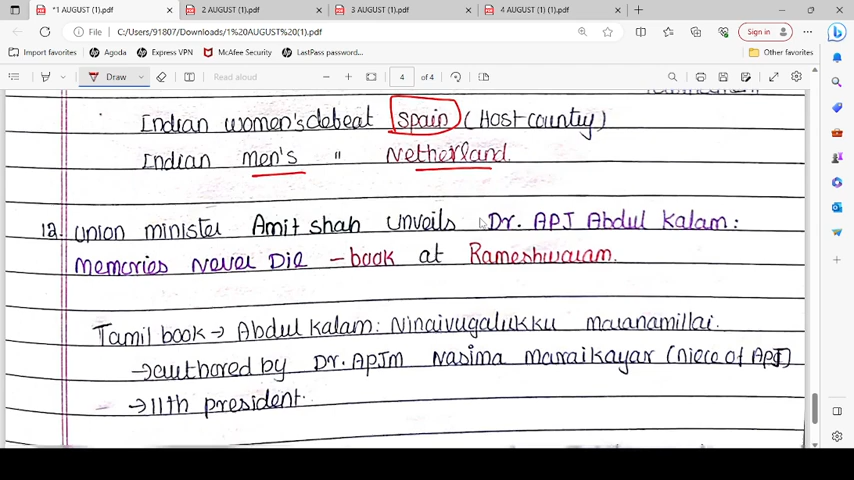 *1 AUGUST (1).pdf
2 AUGUST (1).pdf
3 AUGUST (1).pdf
4 AUGUST (1).pdf
File
C:/Users/91807/Downloads/1%20AUGUST%20(1).pdf
Sign in
Import favorites
Agoda
Express VPN
McAfee Security
LastPass password...
Other favorites
Draw
Read aloud
4
of 4
Indian women's debeat Spain (Host country)
Indian men's " Netherland.
12. Union minister Amit shah unveils Dr. APJ Abdul Kalam:
Memories Never Die - book at Rameshwaram.
Tamil book → Abdul kalam: Ninaivugalukku maranamillai.
→ authored by Dr. APJM Nasima Maraikayar (niece of APJ)
→ 11th president.